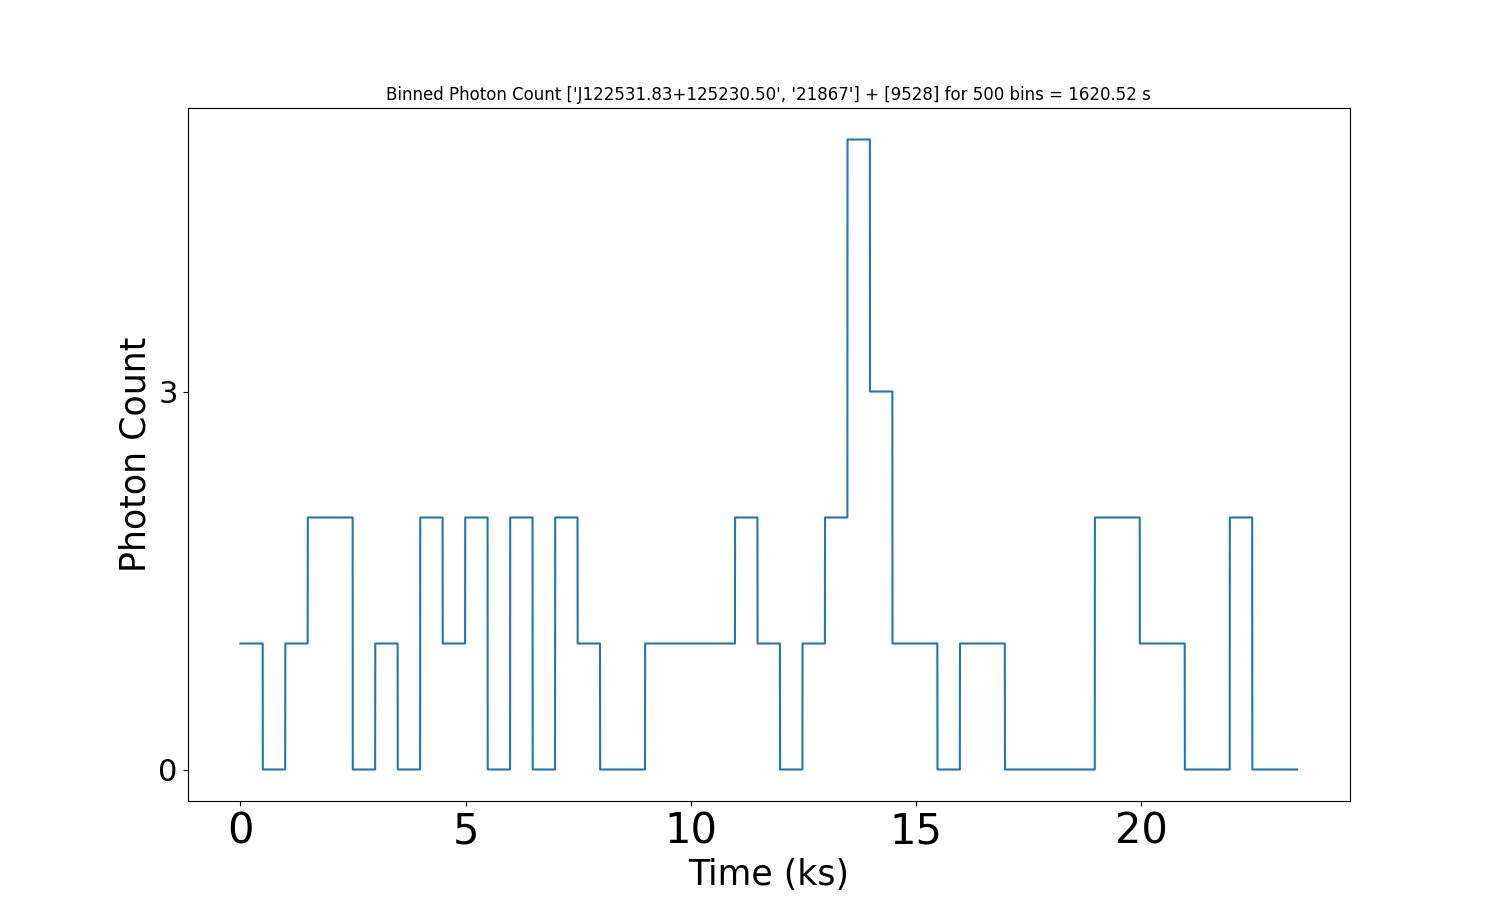 Binned Photon Count ['J122531.83+125230.50', '21867'] + [9528] for 500 bins = 1620.52 s
Photon Count
3
0
0 5 10 15 20
Time (ks)